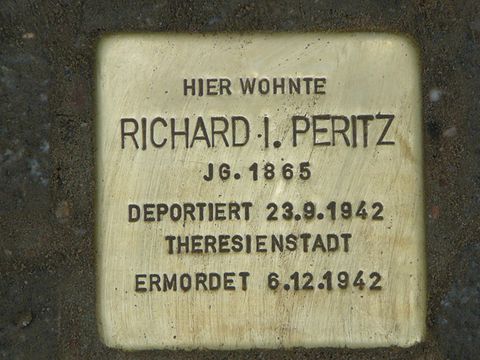 HIER WOHNTE
RICHARD I. PERITZ
JG. 1865
DEPORTIERT 23.9.1942
THERESIENSTADT
ERMORDET 6.12.1942